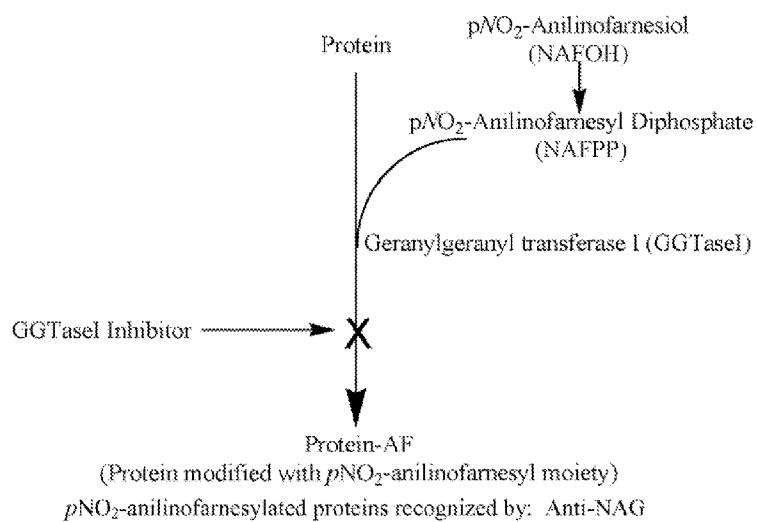 pNO₂-Anilinofarnesiol
(NAFOH)
Protein
pNO₂-Anilinofarnesyl Diphosphate
(NAFPP)
Geranylgeranyl transferase I (GGTaseI)
GGTaseI Inhibitor
X
Protein-AF
(Protein modified with pNO₂-anilinofarnesyl moiety)
pNO₂-anilinofarnesylated proteins recognized by: Anti-NAG